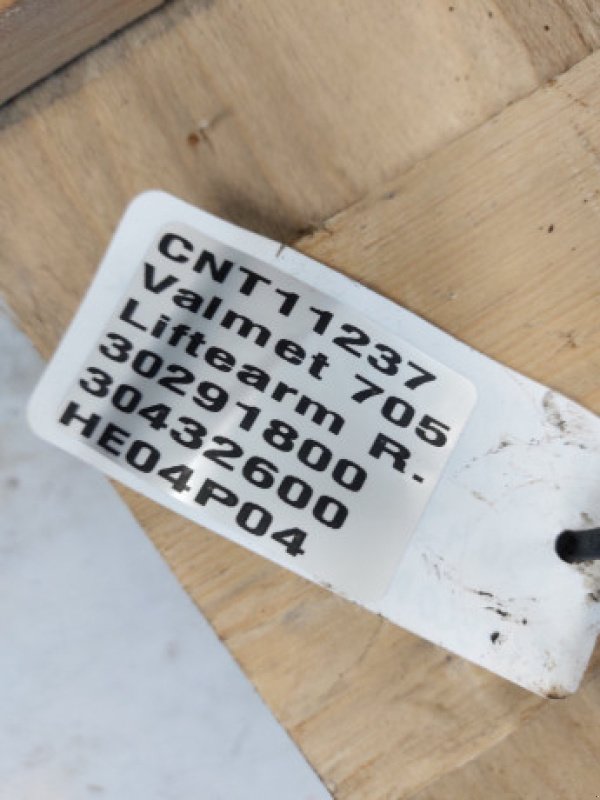 CNT11237
Valmet 705
Liftearm R.
30291800
30432600
HE04P04